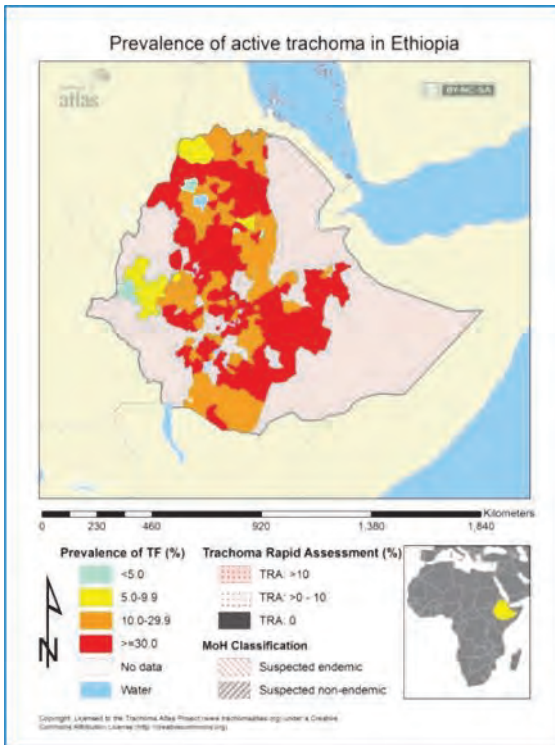 Prevalence of active trachoma in Ethiopia
atlas
BY-NC-SA
Kilometers
0 230 460 920 1,380 1,840
Prevalence of TF (%)
<5.0
5.0-9.9
10.0-29.9
>=30.0
No data
Water
Trachoma Rapid Assessment (%)
TRA: >10
TRA: >0 - 10
TRA: 0
MoH Classification
Suspected endemic
Suspected non-endemic
N
Copyright: Licensed to the Trachoma Atlas Project (www.trachomaatlas.org) under a Creative
Commons Attribution License (http://creativecommons.org)